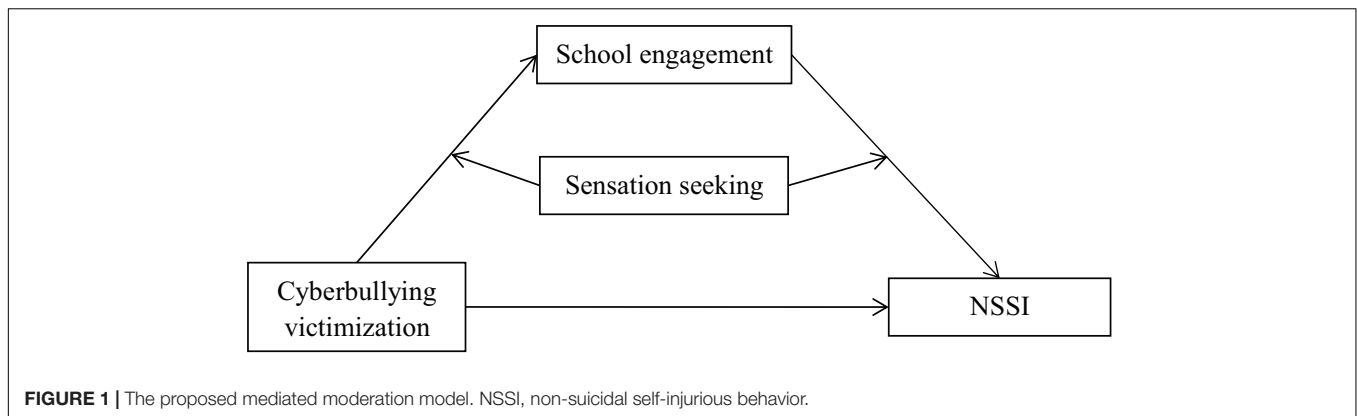 School engagement
Sensation seeking
Cyberbullying
victimization
NSSI
FIGURE 1 | The proposed mediated moderation model. NSSI, non-suicidal self-injurious behavior.